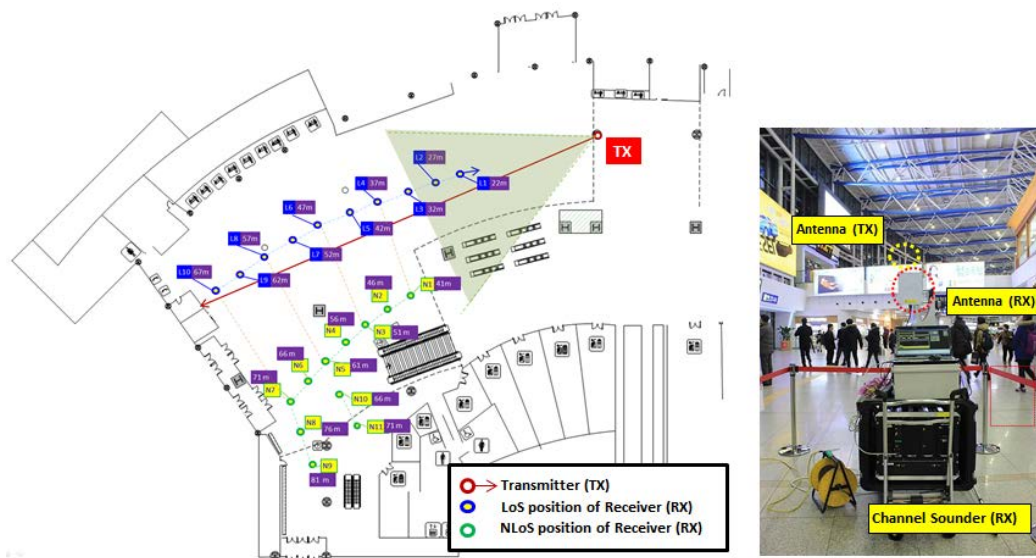 TX
L2 27m
L4 37m
L1 22m
L6 47m
L3 32m
L5 42m
L8 57m
L7 52m
L10 67m
L9 62m
N1 41m
46 m
N2
56 m
N4
N3 51 m
66 m
N6
61 m
N5
71 m
N7
N10 66 m
N8
76 m
N11 71 m
N9
81 m
Transmitter (TX)
LoS position of Receiver (RX)
NLoS position of Receiver (RX)
Antenna (TX)
Antenna (RX)
Channel Sounder (RX)